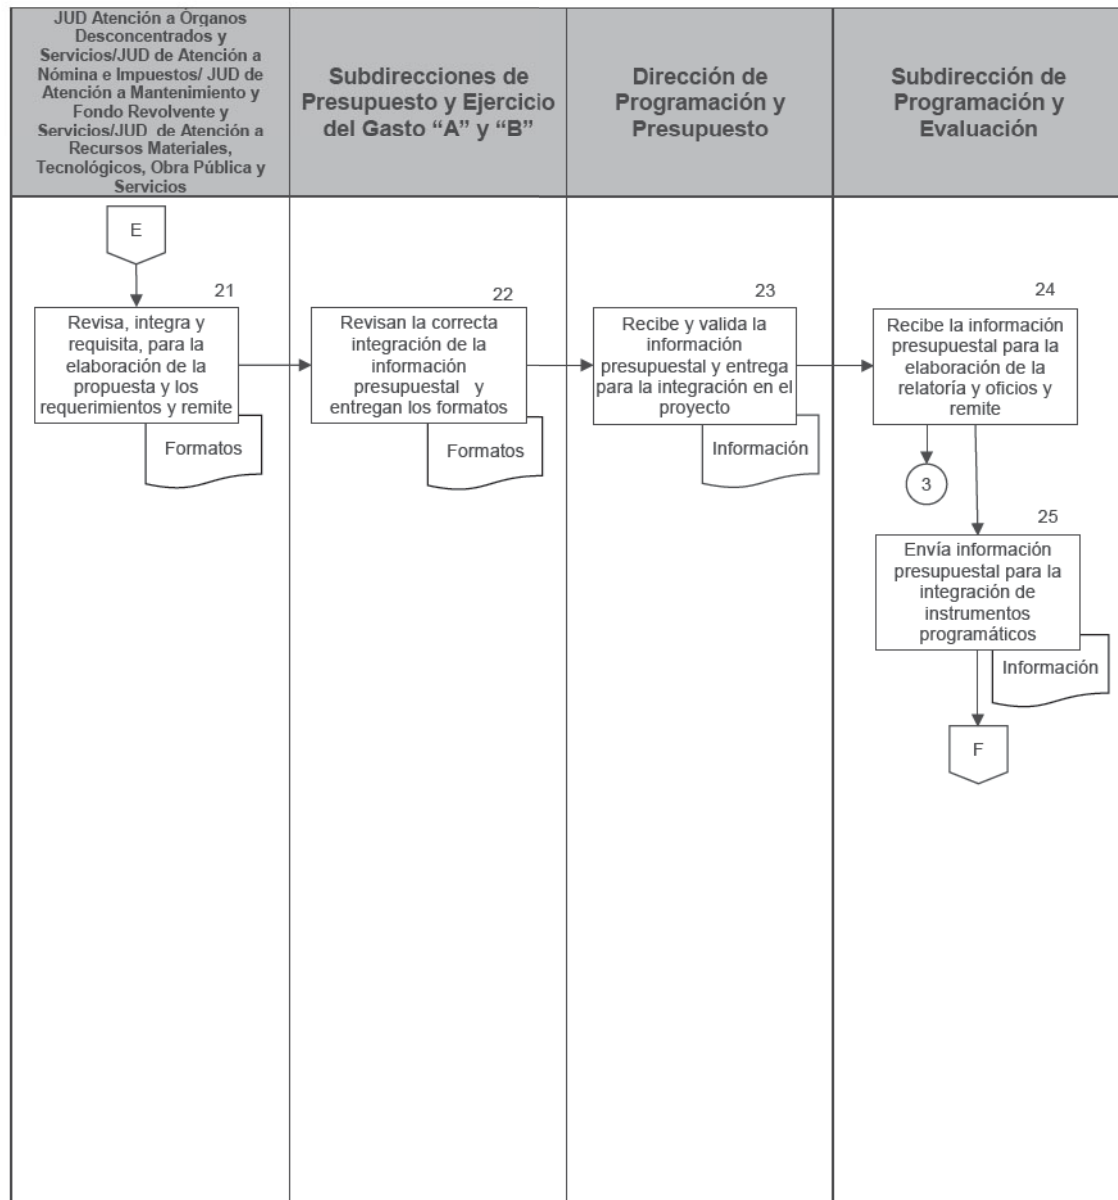 JUD Atención a Órganos
Desconcentrados y
Servicios/JUD de Atención a
Nómina e Impuestos/ JUD de
Atención a Mantenimiento y
Fondo Revolvente y
Servicios/JUD de Atención a
Recursos Materiales,
Tecnológicos, Obra Pública y
Servicios
Subdirecciones de
Presupuesto y Ejercicio
del Gasto “A” y “B”
Dirección de
Programación y
Presupuesto
Subdirección de
Programación y
Evaluación
E
21
Revisa, integra y
requisita, para la
elaboración de la
propuesta y los
requerimientos y remite
Formatos
22
Revisan la correcta
integración de la
información
presupuestal y
entregan los formatos
Formatos
23
Recibe y valida la
información
presupuestal y entrega
para la integración en el
proyecto
Información
24
Recibe la información
presupuestal para la
elaboración de la
relatoría y oficios y
remite
3
25
Envía información
presupuestal para la
integración de
instrumentos
programáticos
Información
F